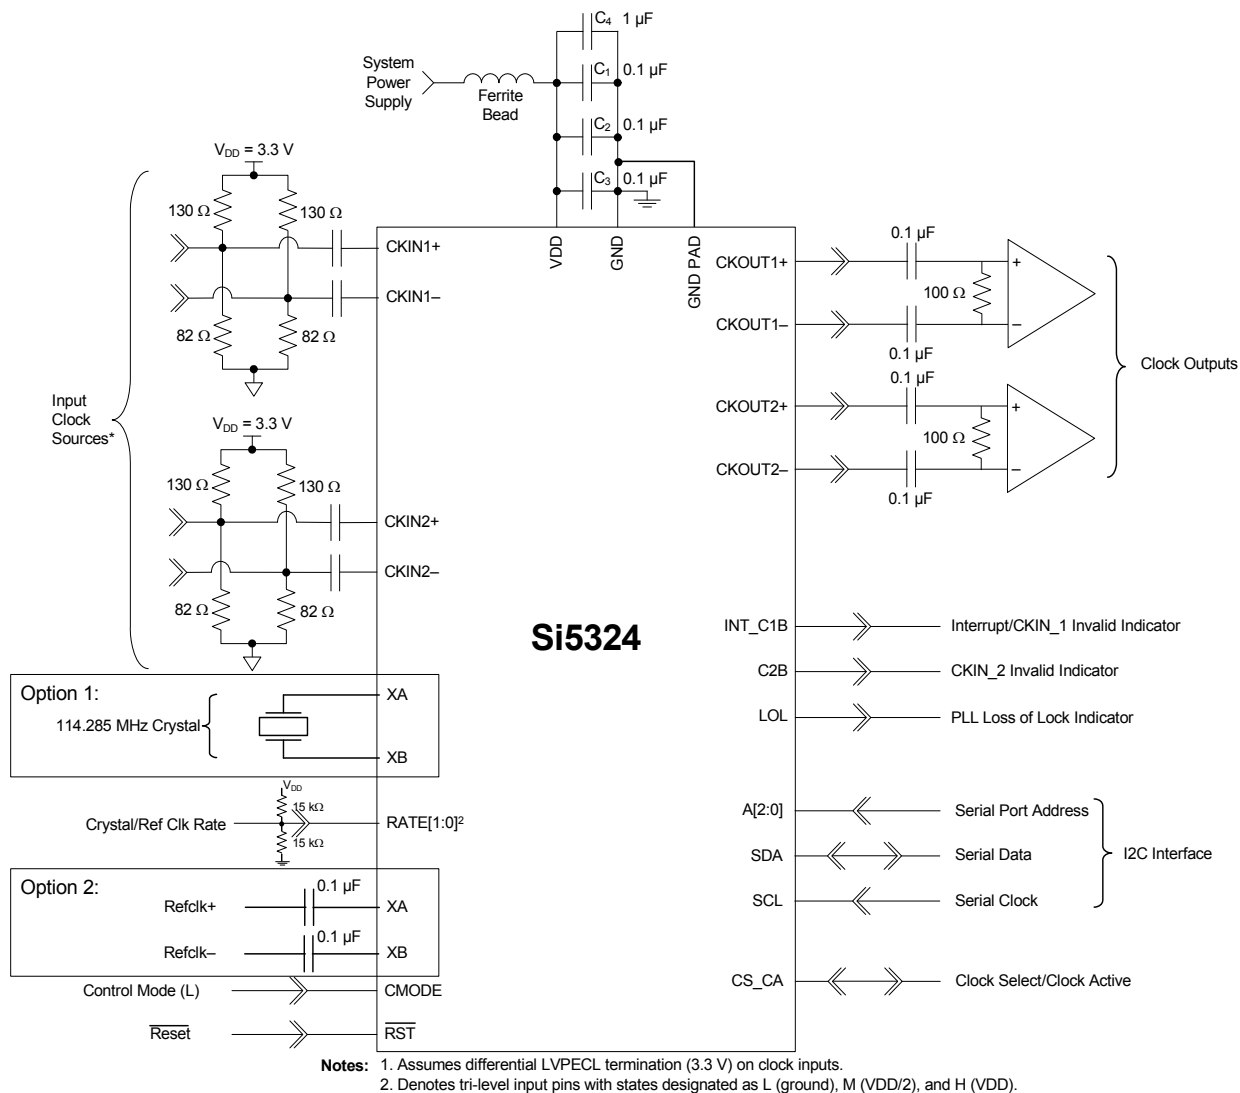 C4 1 µF
System
Power
Supply
Ferrite
Bead
C1 0.1 µF
C2 0.1 µF
C3 0.1 µF
VDD = 3.3 V
130 Ω
130 Ω
CKIN1+
CKIN1–
82 Ω
82 Ω
VDD
GND
GND PAD
CKOUT1+
0.1 µF
+
100 Ω
CKOUT1–
–
0.1 µF
Clock Outputs
Input
Clock
Sources*
VDD = 3.3 V
130 Ω
130 Ω
CKIN2+
CKIN2–
82 Ω
82 Ω
0.1 µF
CKOUT2+
+
100 Ω
CKOUT2–
–
0.1 µF
Si5324
INT_C1B
Interrupt/CKIN_1 Invalid Indicator
C2B
CKIN_2 Invalid Indicator
LOL
PLL Loss of Lock Indicator
Option 1:
114.285 MHz Crystal
XA
XB
VDD
15 kΩ
Crystal/Ref Clk Rate
RATE[1:0]2
15 kΩ
A[2:0]
Serial Port Address
SDA
Serial Data
I2C Interface
SCL
Serial Clock
Option 2:
0.1 µF
Refclk+
XA
0.1 µF
Refclk–
XB
CS_CA
Clock Select/Clock Active
Control Mode (L)
CMODE
Reset
RST
Notes: 1. Assumes differential LVPECL termination (3.3 V) on clock inputs.
2. Denotes tri-level input pins with states designated as L (ground), M (VDD/2), and H (VDD).